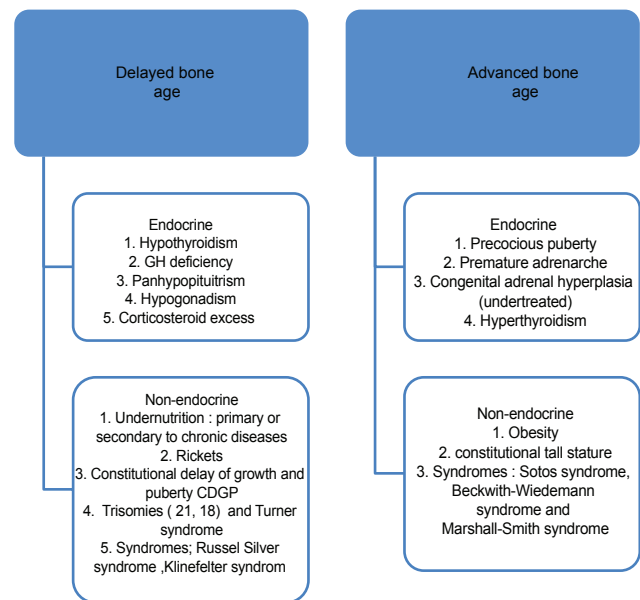 Delayed bone
age
Endocrine
1. Hypothyroidism
2. GH deficiency
3. Panhypopituitrism
4. Hypogonadism
5. Corticosteroid excess
Non-endocrine
1. Undernutrition : primary or
secondary to chronic diseases
2. Rickets
3. Constitutional delay of growth and
puberty CDGP
4. Trisomies ( 21, 18) and Turner
syndrome
5. Syndromes; Russel Silver
syndrome ,Klinefelter syndrom
Advanced bone
age
Endocrine
1. Precocious puberty
2. Premature adrenarche
3. Congenital adrenal hyperplasia
(undertreated)
4. Hyperthyroidism
Non-endocrine
1. Obesity
2. constitutional tall stature
3. Syndromes : Sotos syndrome,
Beckwith-Wiedemann
syndrome and
Marshall-Smith syndrome